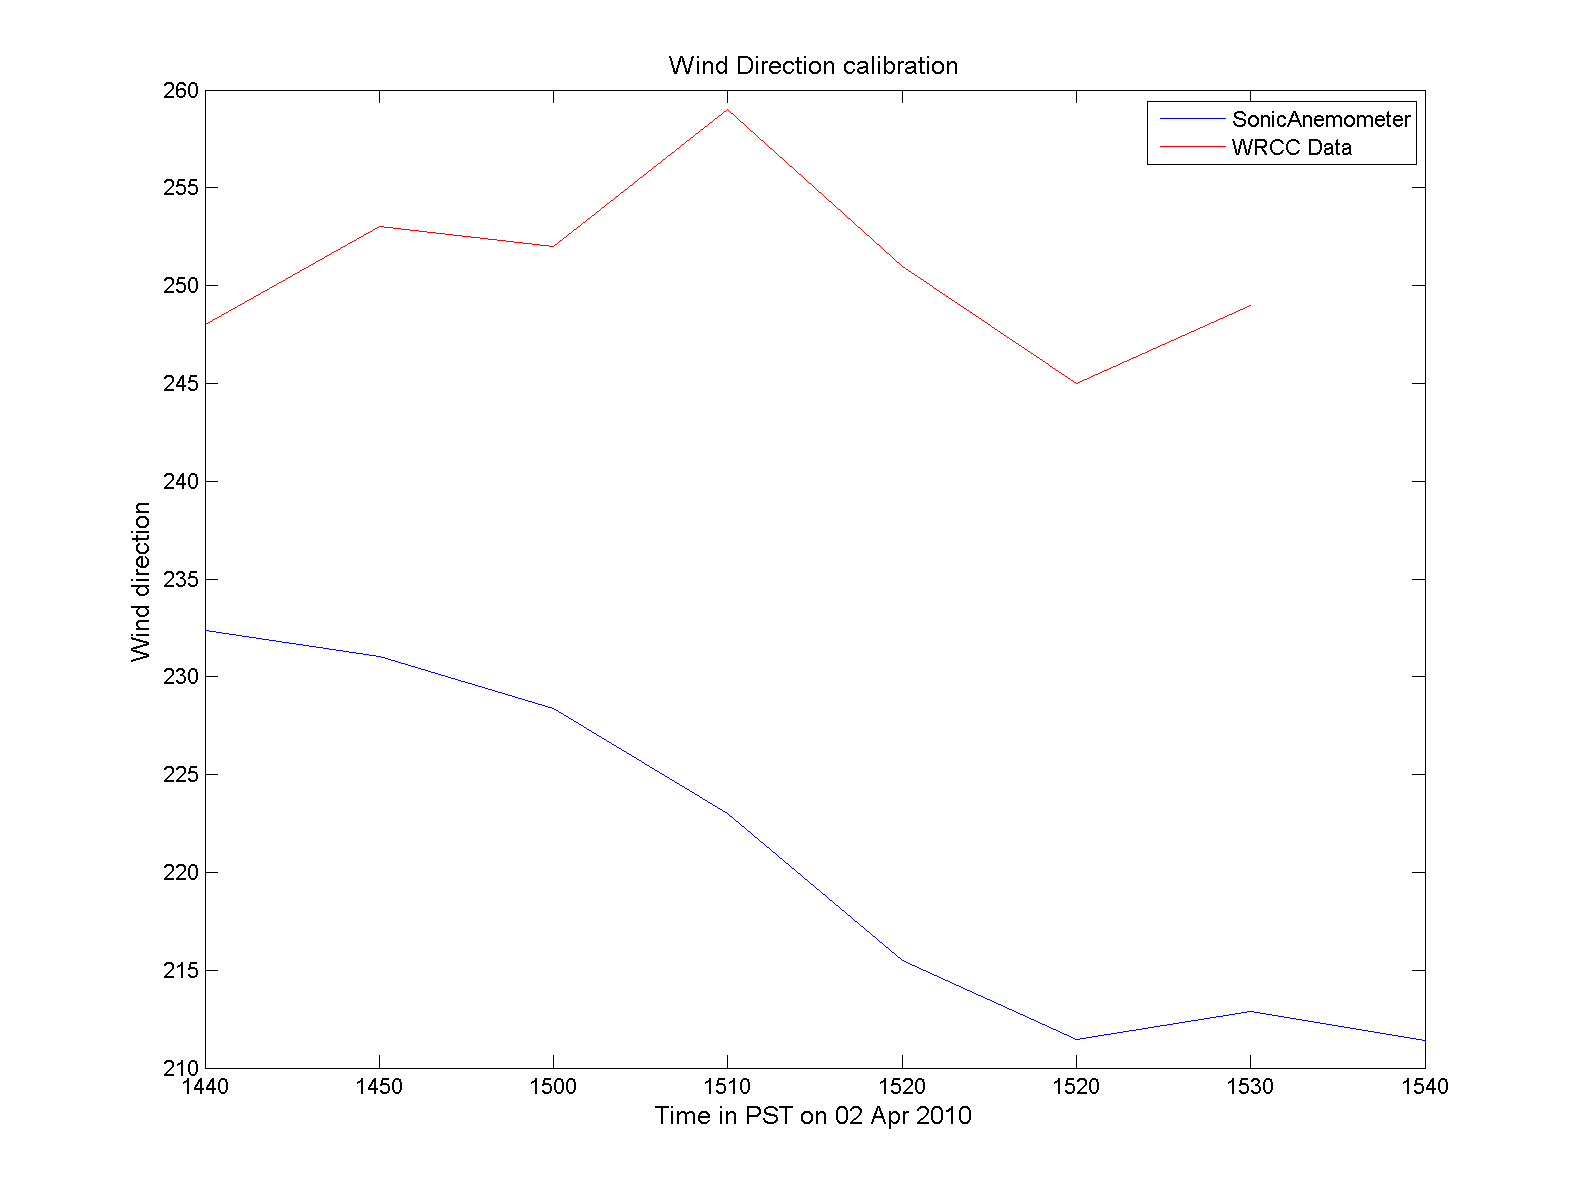 Wind Direction calibration
260
255
250
245
240
235
230
225
220
215
210
Wind direction
SonicAnemometer
WRCC Data
1440 1450 1500 1510 1520 1520 1530 1540
Time in PST on 02 Apr 2010